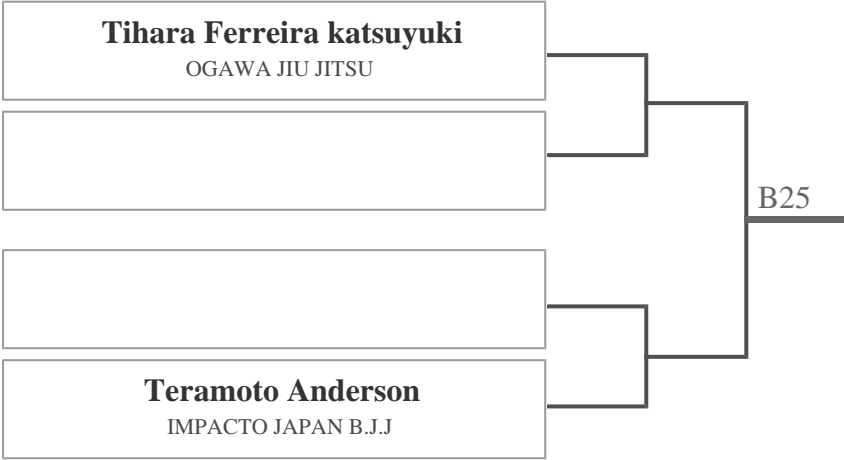 Tihara Ferreira katsuyuki
OGAWA JIU JITSU
B25
Teramoto Anderson
IMPACTO JAPAN B.J.J